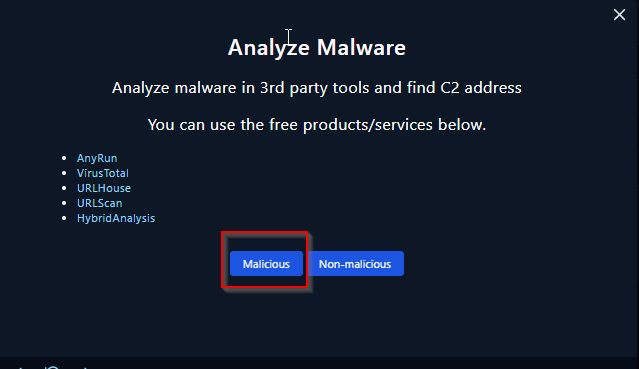 Analyze Malware
Analyze malware in 3rd party tools and find C2 address
You can use the free products/services below.
AnyRun
VirusTotal
URLHouse
URLScan
HybridAnalysis
Malicious Non-malicious